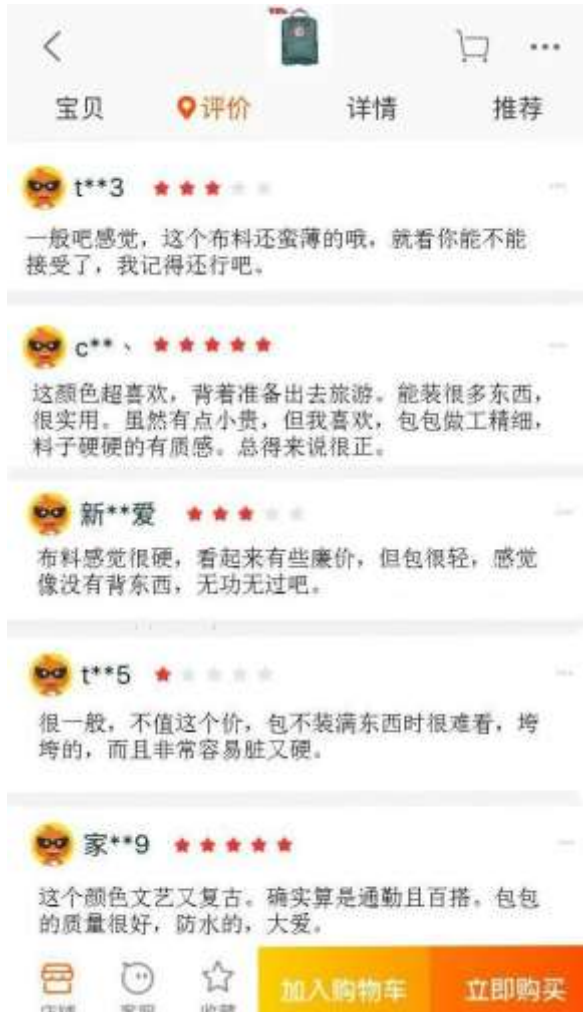 宝贝
评价
详情
推荐
t**3
一般吧感觉，这个布料还蛮薄的哦，就看你能不能
接受了，我记得还行吧。
c**、
这颜色超喜欢，背着准备出去旅游。能装很多东西，
很实用。虽然有点小贵，但我喜欢，包包做工精细，
料子硬硬的有质感。总得来说很正。
新**爱
布料感觉很硬，看起来有些廉价，但包很轻，感觉
像没有背东西，无功无过吧。
t**5
很一般，不值这个价，包不装满东西时很难看，垮
垮的，而且非常容易脏又硬。
家**9
这个颜色文艺又复古。确实算是通勤且百搭。包包
的质量很好，防水的，大爱。
加入购物车
立即购买